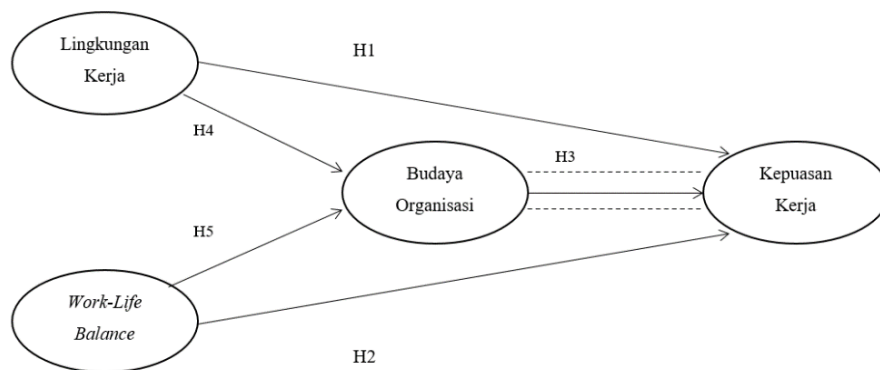 Lingkungan
Kerja
H1
H4
Budaya
Organisasi
H3
Kepuasan
Kerja
H5
Work-Life
Balance
H2